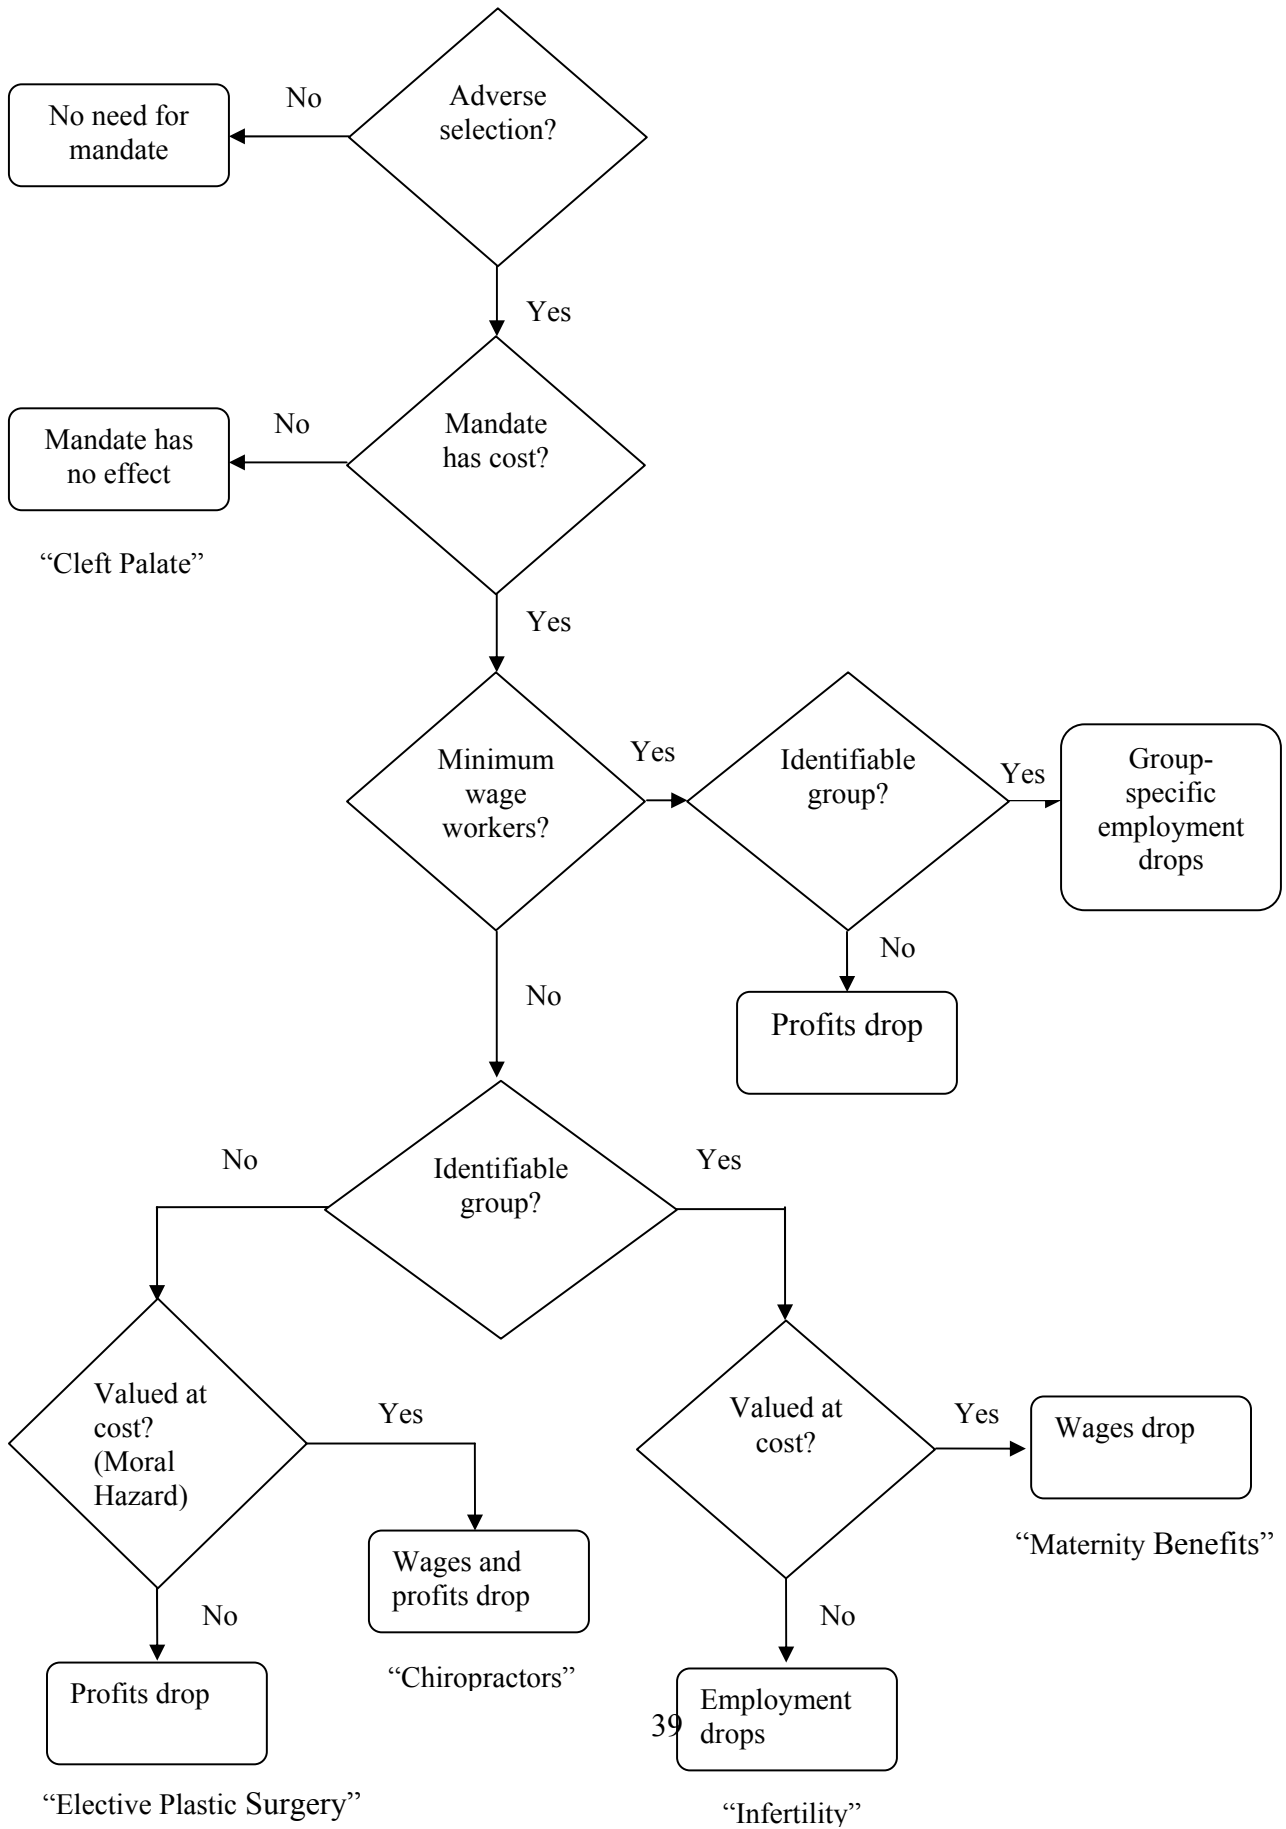 Adverse
selection?
No
No need for
mandate
Yes
Mandate
has cost?
No
Mandate has
no effect
“Cleft Palate”
Yes
Minimum
wage
workers?
Yes
Identifiable
group?
Yes
Group-
specific
employment
drops
No
Profits drop
No
Identifiable
group?
No
Yes
Valued at
cost?
(Moral
Hazard)
Yes
Wages and
profits drop
“Chiropractors”
No
Profits drop
“Elective Plastic Surgery”
Valued at
cost?
Yes
Wages drop
“Maternity Benefits”
No
Employment
drops
“Infertility”
39